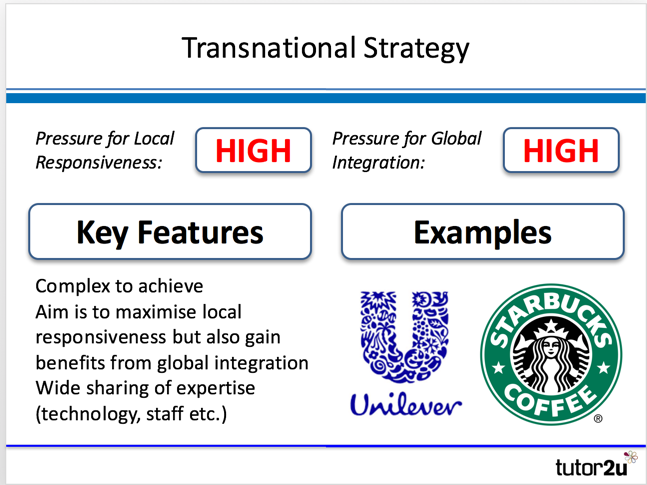 Transnational Strategy
Pressure for Local
Responsiveness:
HIGH
Pressure for Global
Integration:
HIGH
Key Features
Examples
Complex to achieve
Aim is to maximise local
responsiveness but also gain
benefits from global integration
Wide sharing of expertise
(technology, staff etc.)
Unilever
STARBUCKS
COFFEE
®
tutor2u